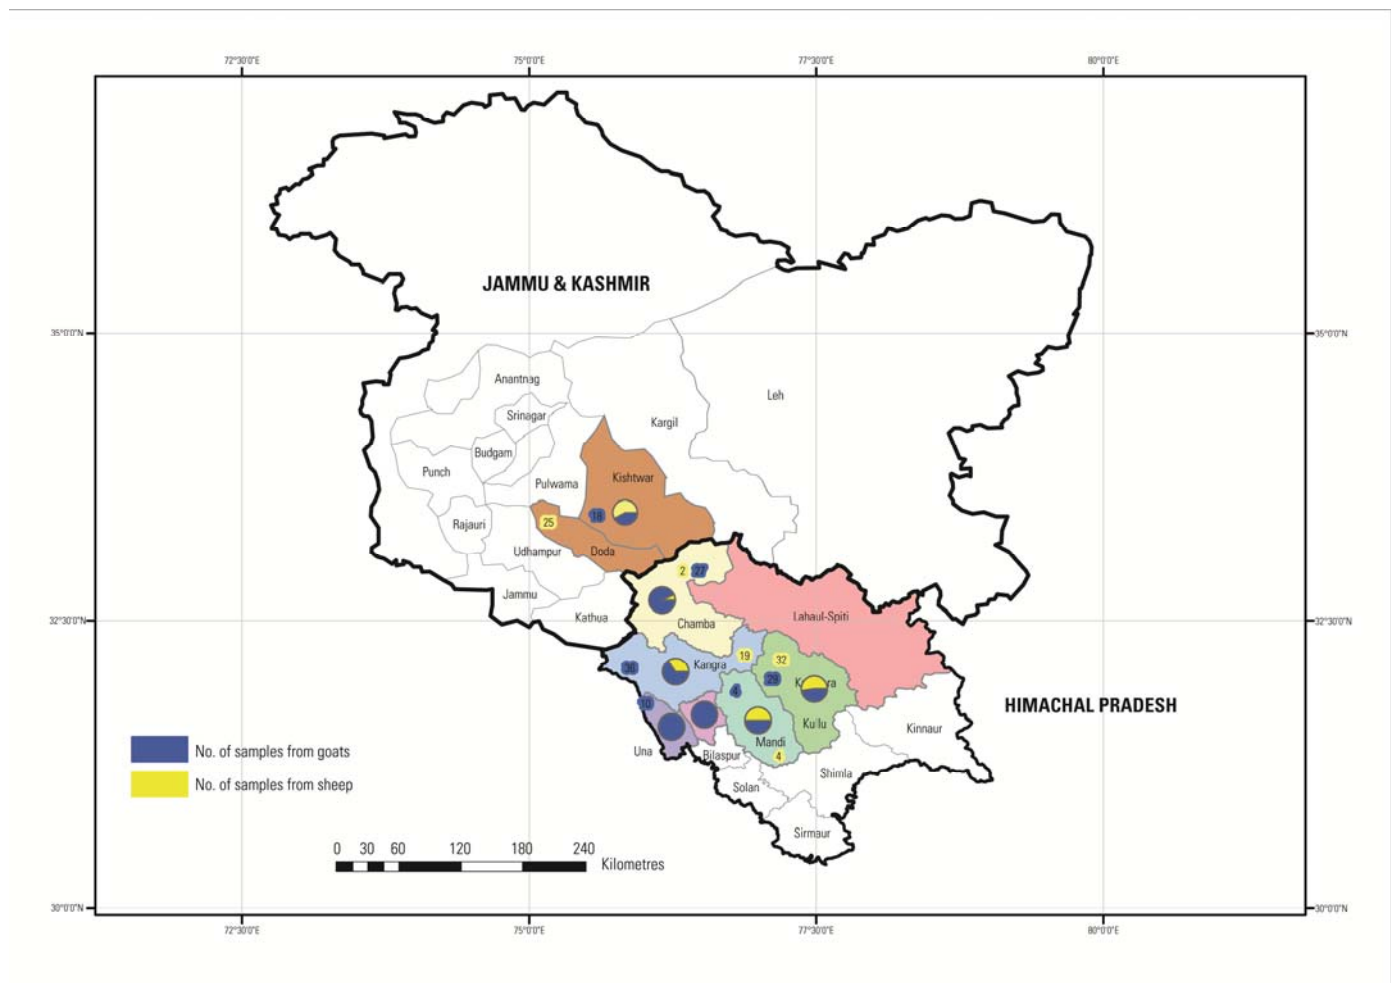 72°30'0"E 75°0'0"E 77°30'0"E 80°0'0"E
JAMMU & KASHMIR
35°0'0"N 35°0'0"N
Anantnag
Leh
Srinagar
Kargil
Budgam
Punch
Kishtwar
Pulwama
25 18
Rajauri
Udhampur Doda
2 27
Jammu
Kathua
32°30'0"N 32°30'0"N
Lahaul-Spiti
Chamba
19 32
Kangra
36
29
4
10
HIMACHAL PRADESH
Kullu
Kinnaur
Mandi
Una
Bilaspur 4
No. of samples from goats
Shimla
No. of samples from sheep
Solan
Sirmaur
0 30 60 120 180 240
Kilometres
30°0'0"N 30°0'0"N
72°30'0"E 75°0'0"E 77°30'0"E 80°0'0"E